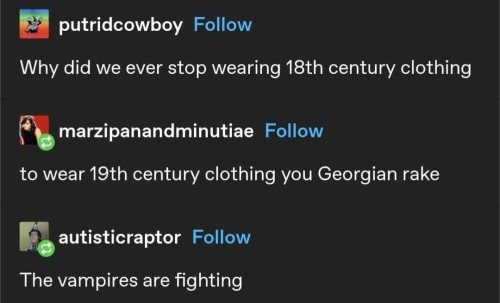 putridcowboy Follow
Why did we ever stop wearing 18th century clothing
marzipanandminutiae Follow
to wear 19th century clothing you Georgian rake
autisticraptor Follow
The vampires are fighting